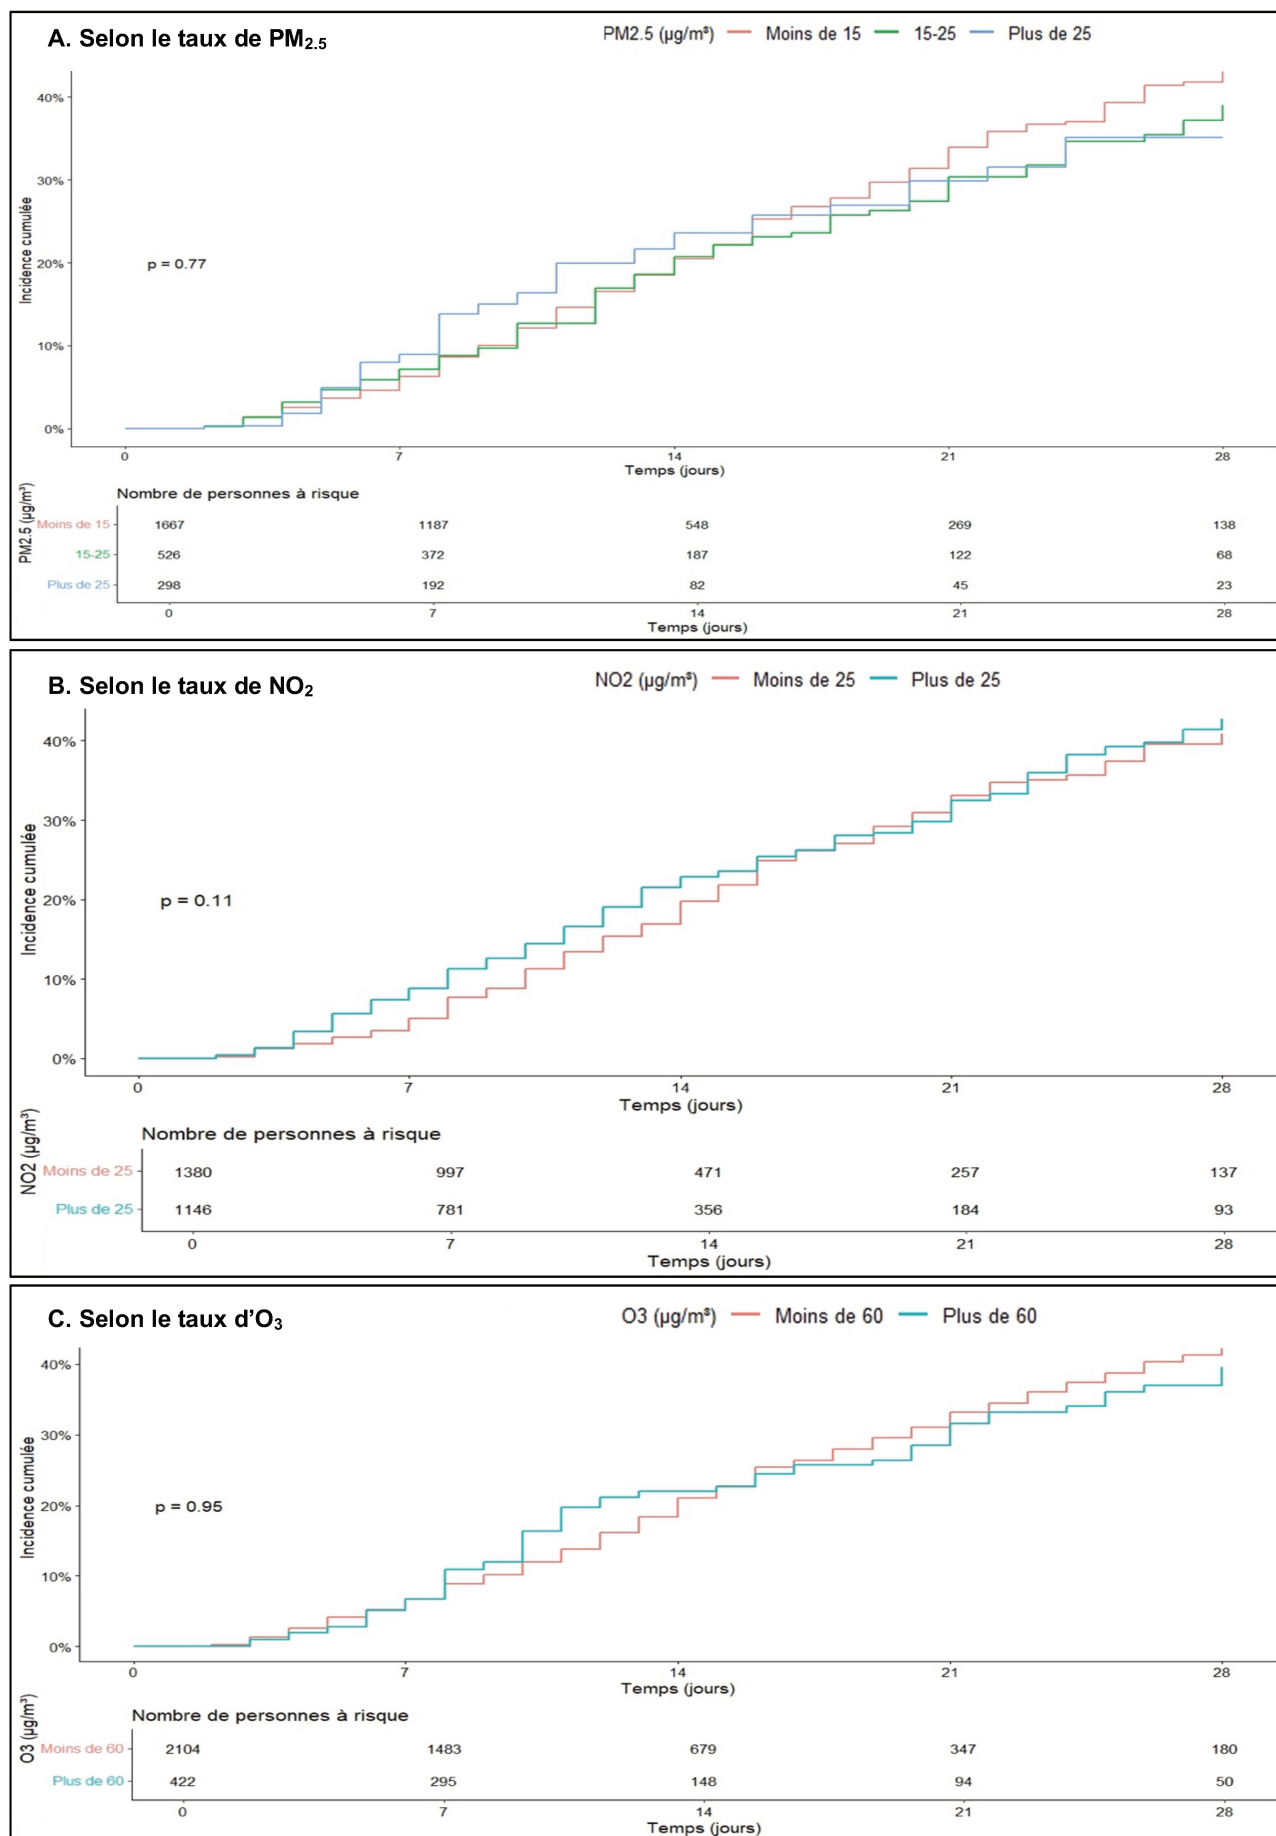 A. Selon le taux de PM2.5
PM2.5 (µg/m³) Moins de 15 15-25 Plus de 25
Incidence cumulée
40%
30%
20%
10%
0%
p = 0.77
0 7 14 21 28
Temps (jours)
Nombre de personnes à risque
PM2.5 (µg/m³)
Moins de 15 1667 1187 548 269 138
15-25 526 372 187 122 68
Plus de 25 298 192 82 45 23
0 7 14 21 28
Temps (jours)
B. Selon le taux de NO2
NO2 (µg/m³) Moins de 25 Plus de 25
Incidence cumulée
40%
30%
20%
10%
0%
p = 0.11
0 7 14 21 28
Temps (jours)
Nombre de personnes à risque
NO2 (µg/m³)
Moins de 25 1380 997 471 257 137
Plus de 25 1146 781 356 184 93
0 7 14 21 28
Temps (jours)
C. Selon le taux d’O3
O3 (µg/m³) Moins de 60 Plus de 60
Incidence cumulée
40%
30%
20%
10%
0%
p = 0.95
0 7 14 21 28
Temps (jours)
Nombre de personnes à risque
O3 (µg/m³)
Moins de 60 2104 1483 679 347 180
Plus de 60 422 295 148 94 50
0 7 14 21 28
Temps (jours)